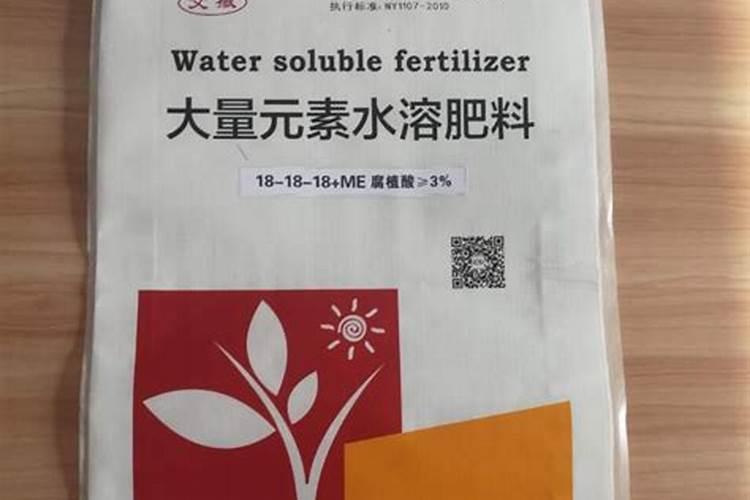 执行标准：NY1107-2010
Water soluble fertilizer
大量元素水溶肥料
18-18-18+ME 腐植酸≥3%